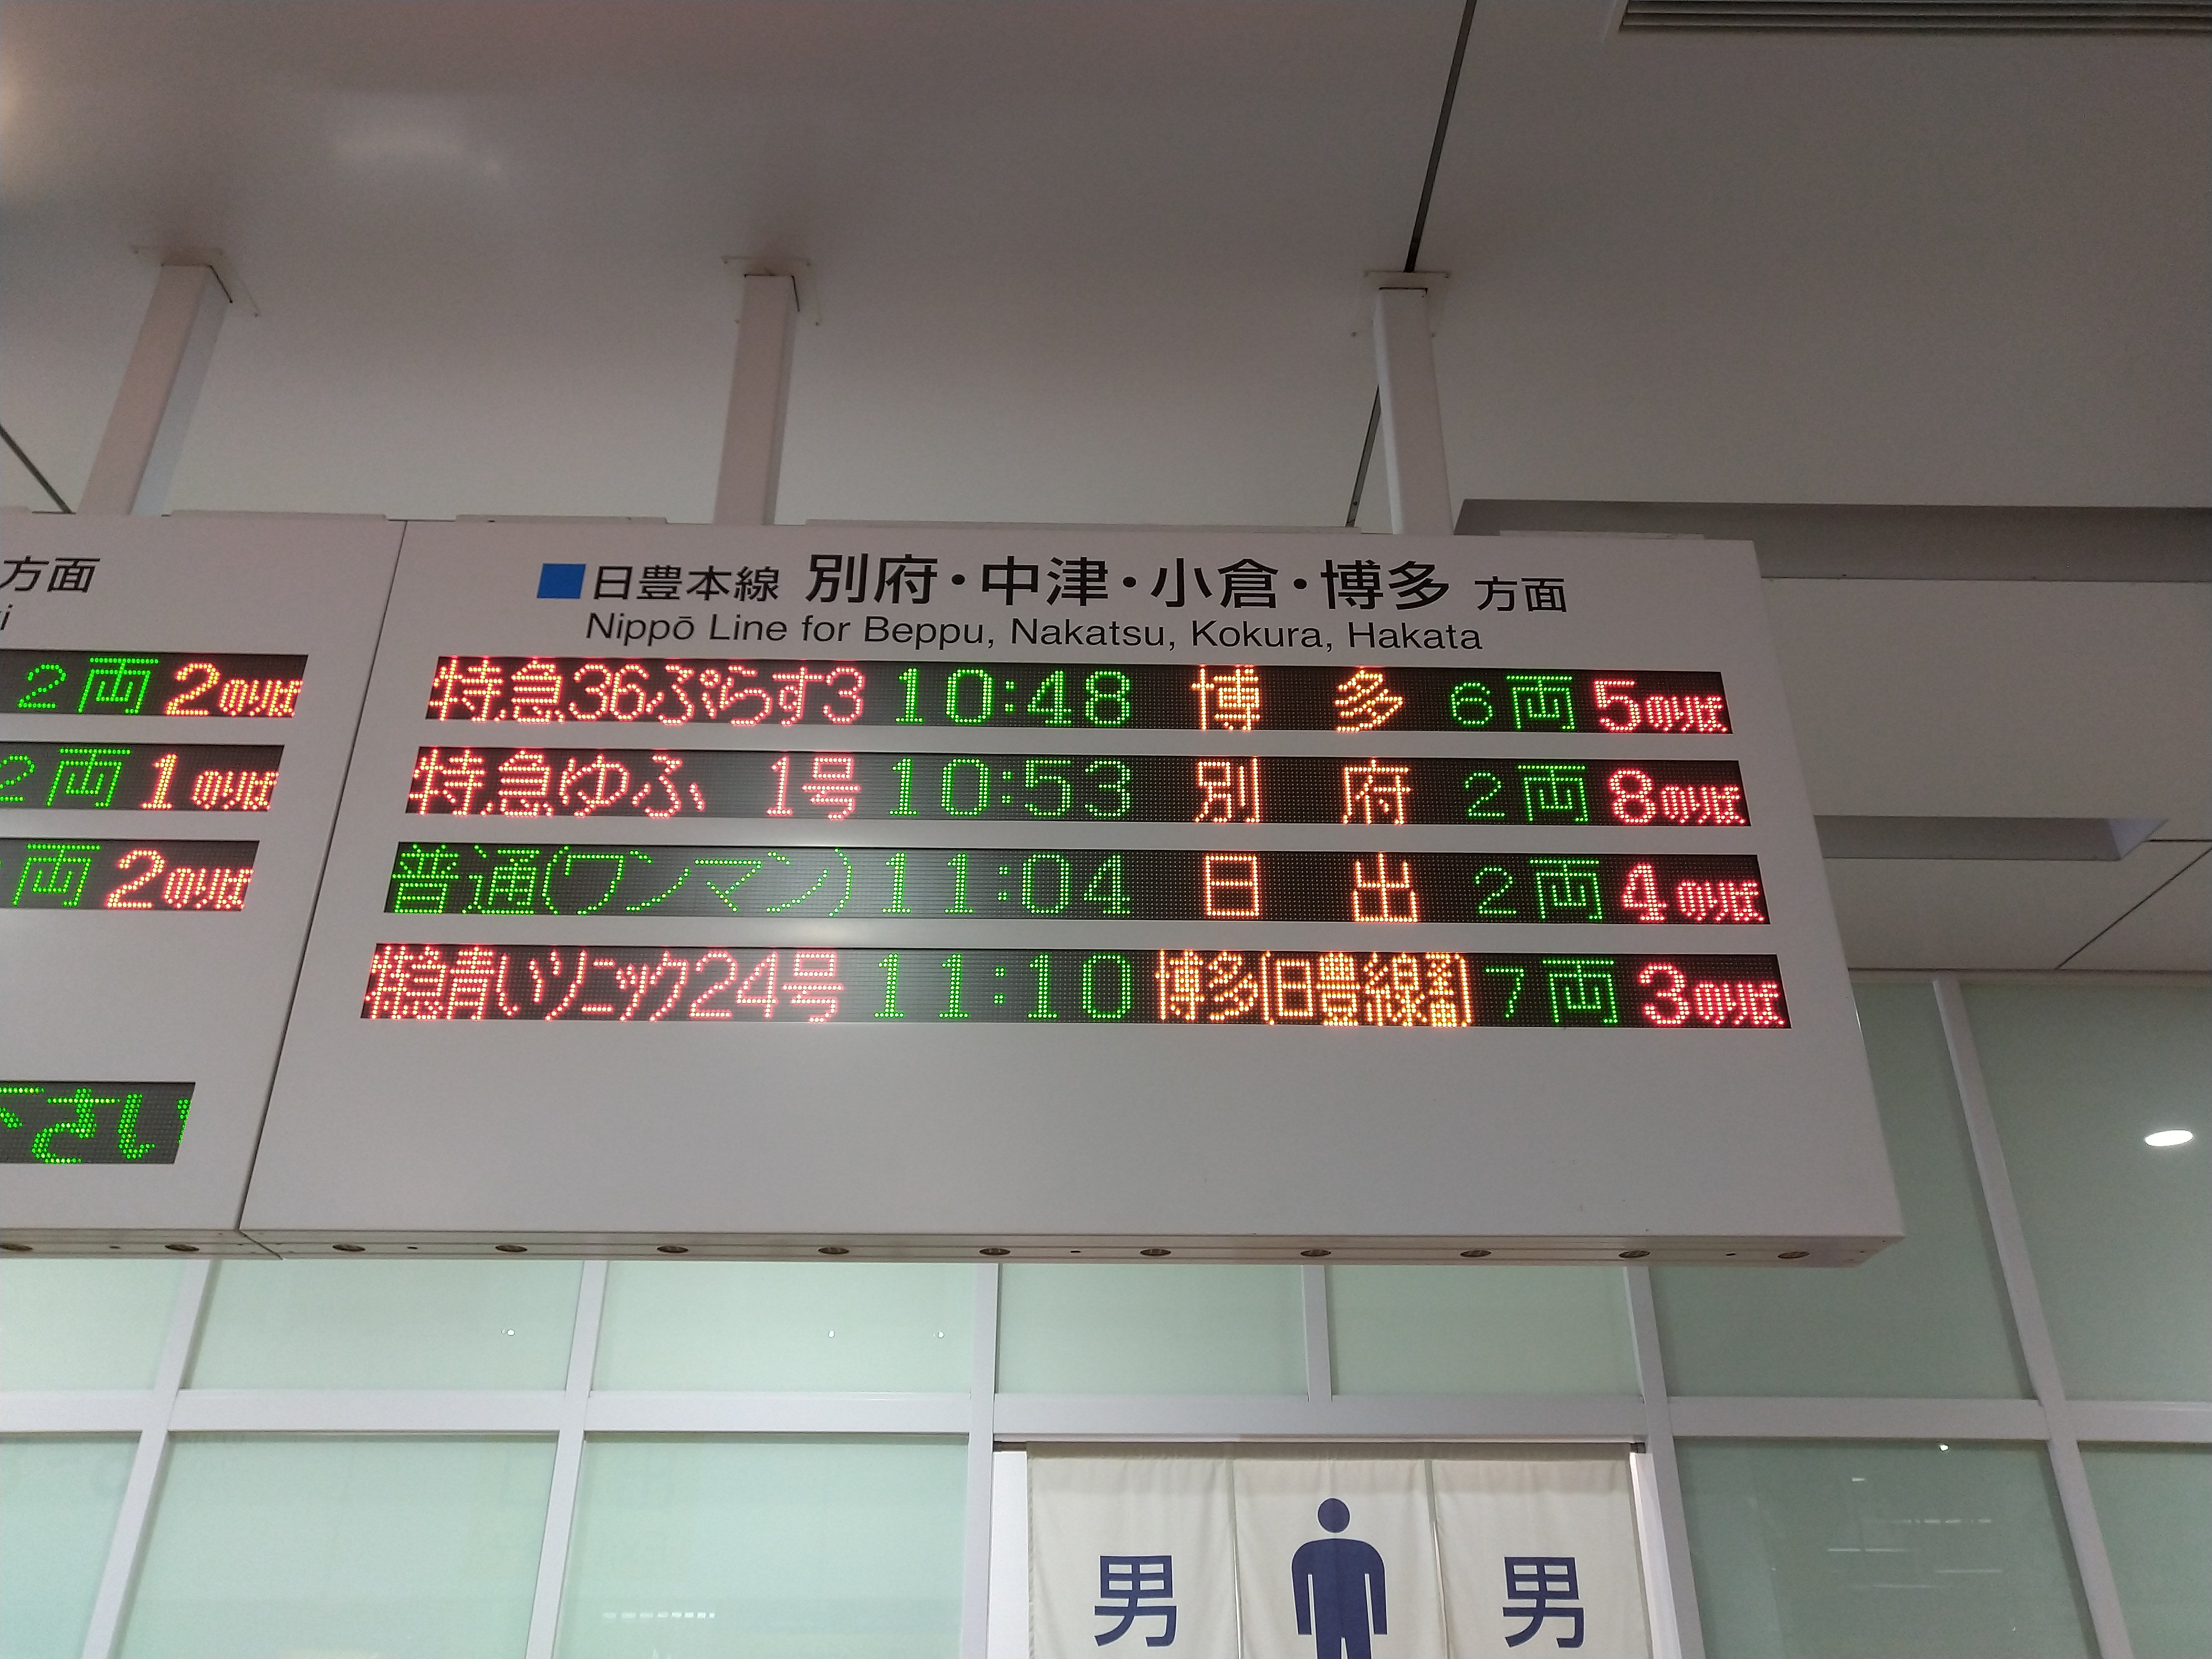 方面
i
2両 2のりば
2両 1のりば
両 2のりば
下さい
日豊本線 別府・中津・小倉・博多 方面
Nippō Line for Beppu, Nakatsu, Kokura, Hakata
特急36ぷらす3 10:48 博多 6両 5のりば
特急ゆふ 1号 10:53 別府 2両 8のりば
普通(ワンマン) 11:04 日出 2両 4のりば
特急青いソニック24号 11:10 博多(日豊線 7両 3のりば
男 男